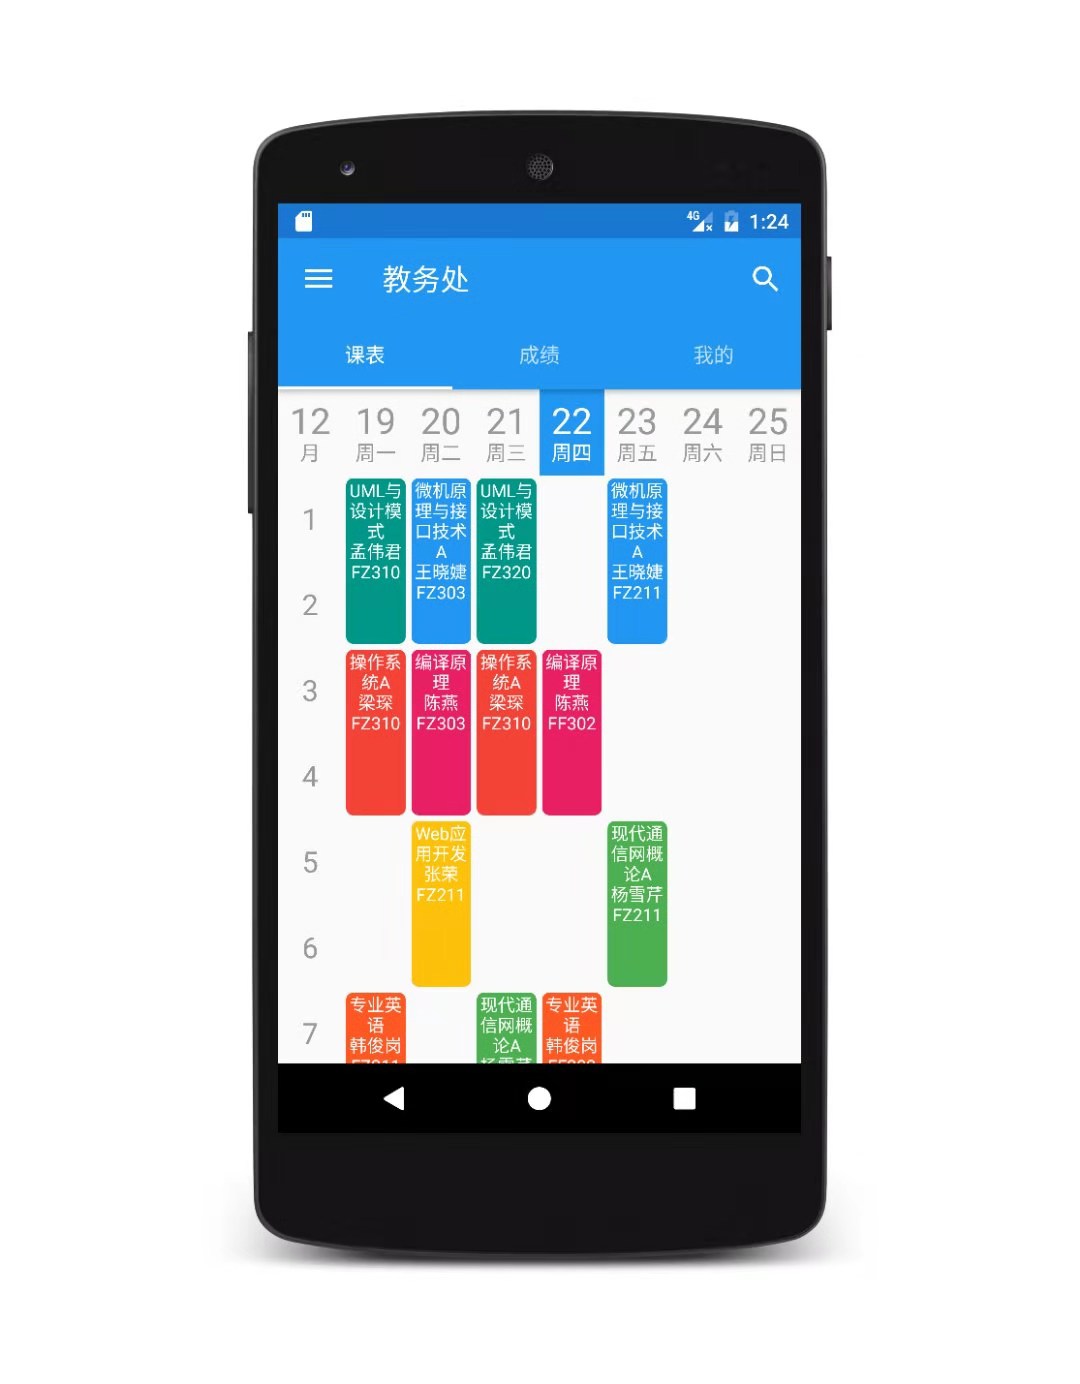 4G 1:24
教务处
课表 成绩 我的
12 19 20 21 22 23 24 25
月 周一 周二 周三 周四 周五 周六 周日
1
2
3
4
5
6
7
UML与
设计模
式
孟伟君
FZ310
微机原
理与接
口技术
A
王晓婕
FZ303
UML与
设计模
式
孟伟君
FZ320
微机原
理与接
口技术
A
王晓婕
FZ211
操作系
统A
梁琛
FZ310
编译原
理
陈燕
FZ303
操作系
统A
梁琛
FZ310
编译原
理
陈燕
FF302
Web应
用开发
张荣
FZ211
现代通
信网概
论A
杨雪芹
FZ211
专业英
语
韩俊岗
现代通
信网概
论A
专业英
语
韩俊岗